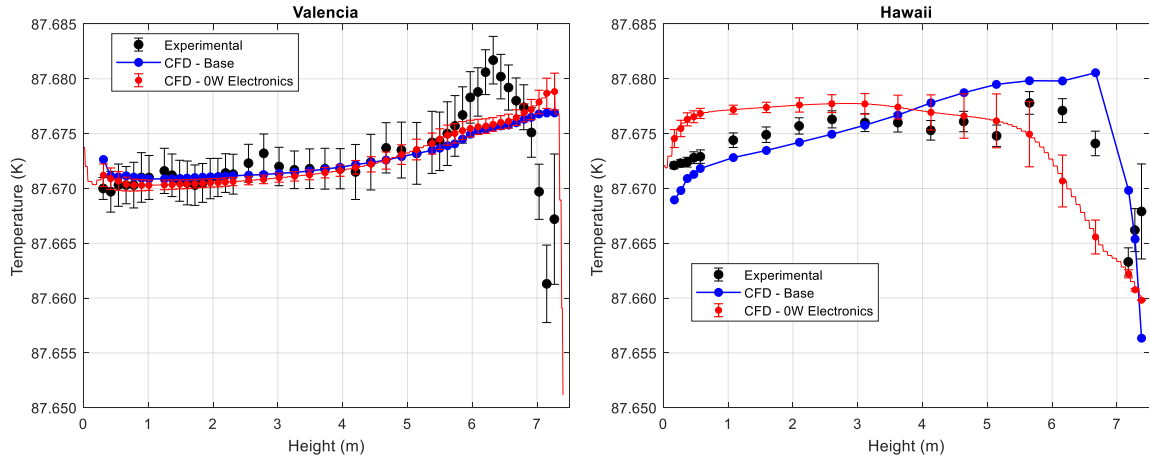 Valencia
87.685
87.680
87.675
87.670
87.665
87.660
87.655
87.650
Temperature (K)
Experimental
CFD - Base
CFD - 0W Electronics
0 1 2 3 4 5 6 7
Height (m)
Hawaii
87.685
87.680
87.675
87.670
87.665
87.660
87.655
87.650
Temperature (K)
Experimental
CFD - Base
CFD - 0W Electronics
0 1 2 3 4 5 6 7
Height (m)